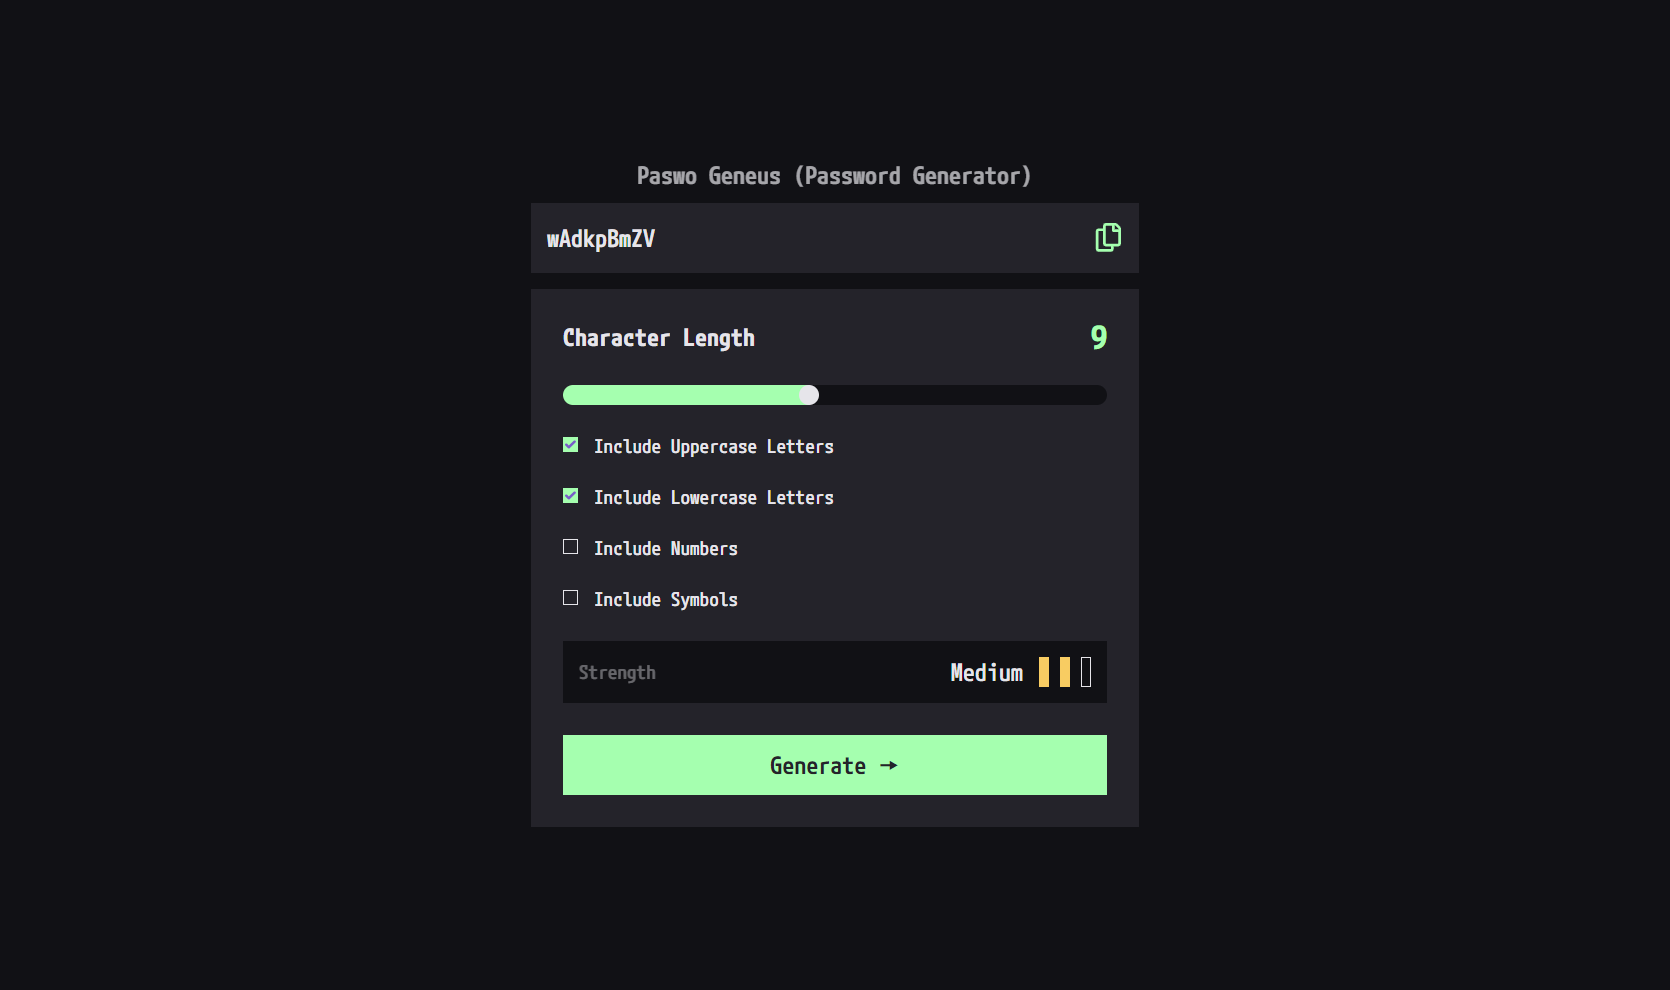 Paswo Geneus (Password Generator)
wAdkpBmZV
Character Length 9
Include Uppercase Letters
Include Lowercase Letters
Include Numbers
Include Symbols
Strength Medium
Generate →